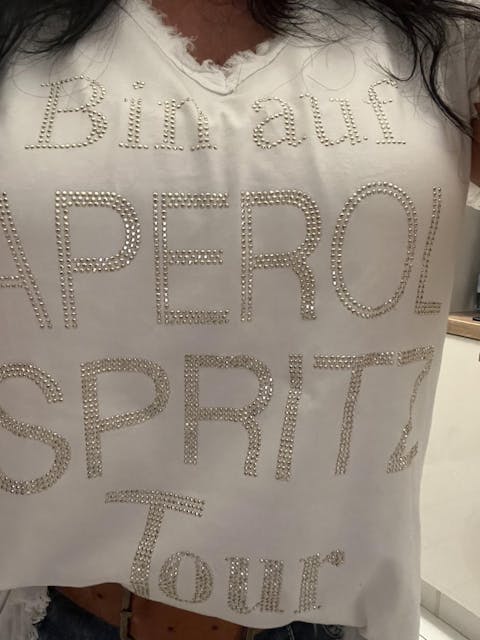 Bin auf
APEROL
SPRITZ
Tour